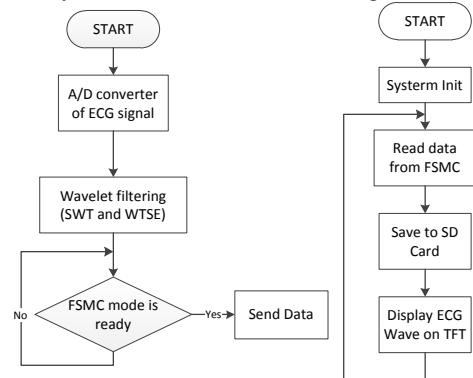 START
A/D converter
of ECG signal
Wavelet filtering
(SWT and WTSE)
FSMC mode is
ready
No
Yes
Send Data
START
Systerm Init
Read data
from FSMC
Save to SD
Card
Display ECG
Wave on TFT